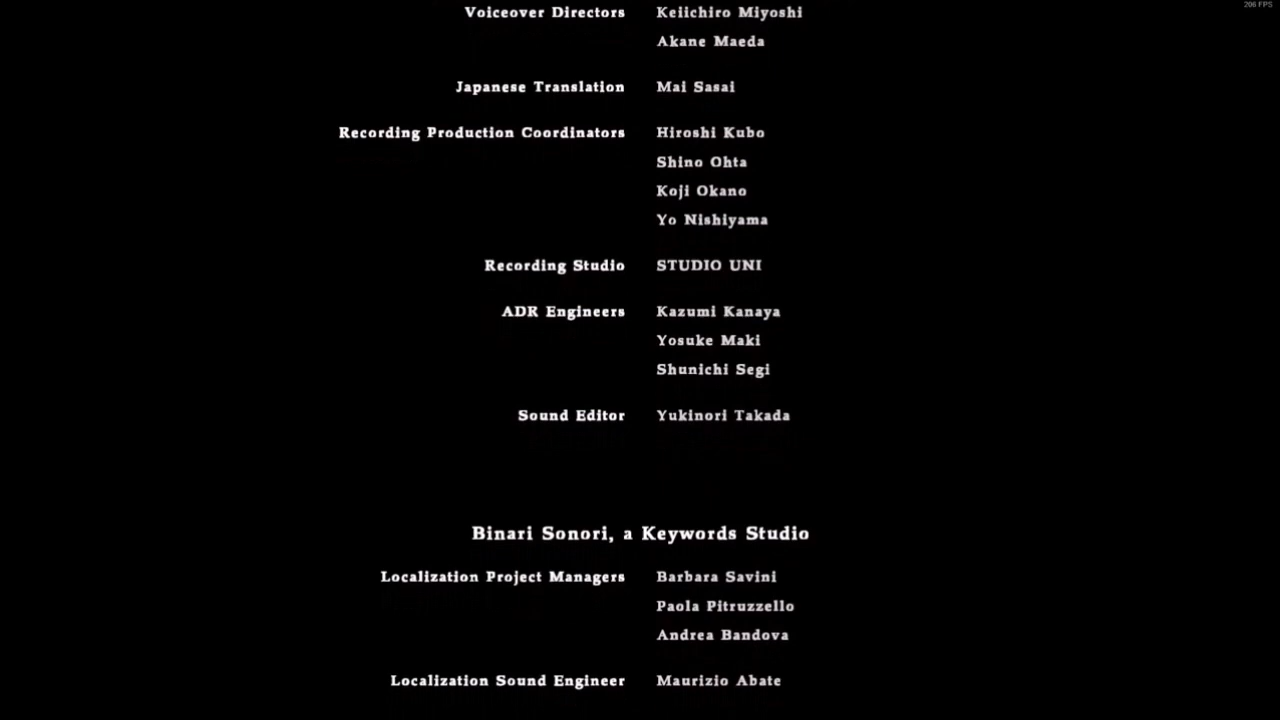 206 FPS
Voiceover Directors Keiichiro Miyoshi
Akane Maeda
Japanese Translation Mai Sasai
Recording Production Coordinators Hiroshi Kubo
Shino Ohta
Koji Okano
Yo Nishiyama
Recording Studio STUDIO UNI
ADR Engineers Kazumi Kanaya
Yosuke Maki
Shunichi Segi
Sound Editor Yukinori Takada
Binari Sonori, a Keywords Studio
Localization Project Managers Barbara Savini
Paola Pitruzzello
Andrea Bandova
Localization Sound Engineer Maurizio Abate